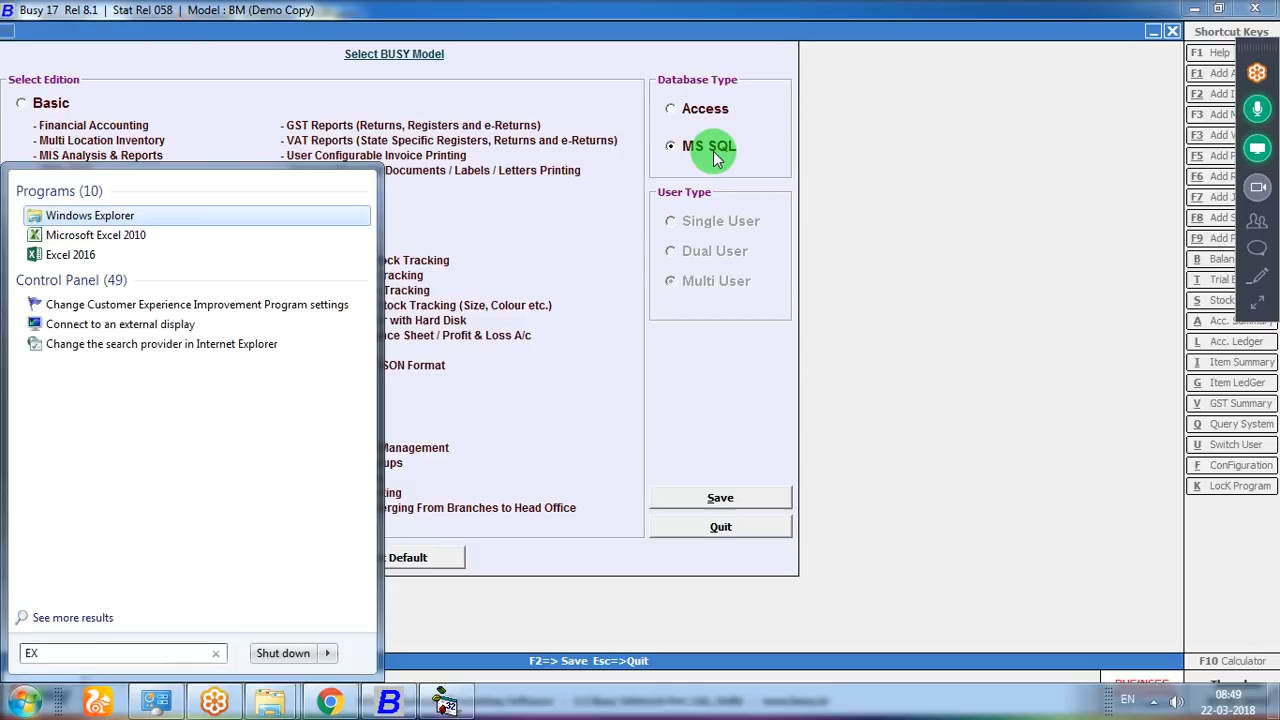 Busy 17 Rel 8.1 | Stat Rel 058 | Model : BM (Demo Copy)
Select BUSY Model
Select Edition
Basic
- Financial Accounting
- GST Reports (Returns, Registers and e-Returns)
- Multi Location Inventory
- VAT Reports (State Specific Registers, Returns and e-Returns)
- MIS Analysis & Reports
- User Configurable Invoice Printing
Documents / Labels / Letters Printing
ock Tracking
racking
Tracking
tock Tracking (Size, Colour etc.)
r with Hard Disk
nce Sheet / Profit & Loss A/c
SON Format
Management
ups
ting
erging From Branches to Head Office
Default
Database Type
Access
MS SQL
User Type
Single User
Dual User
Multi User
Save
Quit
F2=> Save Esc=>Quit
Programs (10)
Windows Explorer
Microsoft Excel 2010
Excel 2016
Control Panel (49)
Change Customer Experience Improvement Program settings
Connect to an external display
Change the search provider in Internet Explorer
See more results
EX
Shut down
Shortcut Keys
F1 Help
F1 Add A
F2 Add I
F3 Add
F3 Add
F5 Add
F6 Add R
F7 Add J
F8 Add S
F9 Add
B Balan
T Trial B
S Stock
A Acc. Summary
L Acc. Ledger
I Item Summary
G Item LedGer
V GST Summary
Q Query System
U Switch User
F ConFiguration
K LocK Program
F10 Calculator
32
EN
08:49
22-03-2018